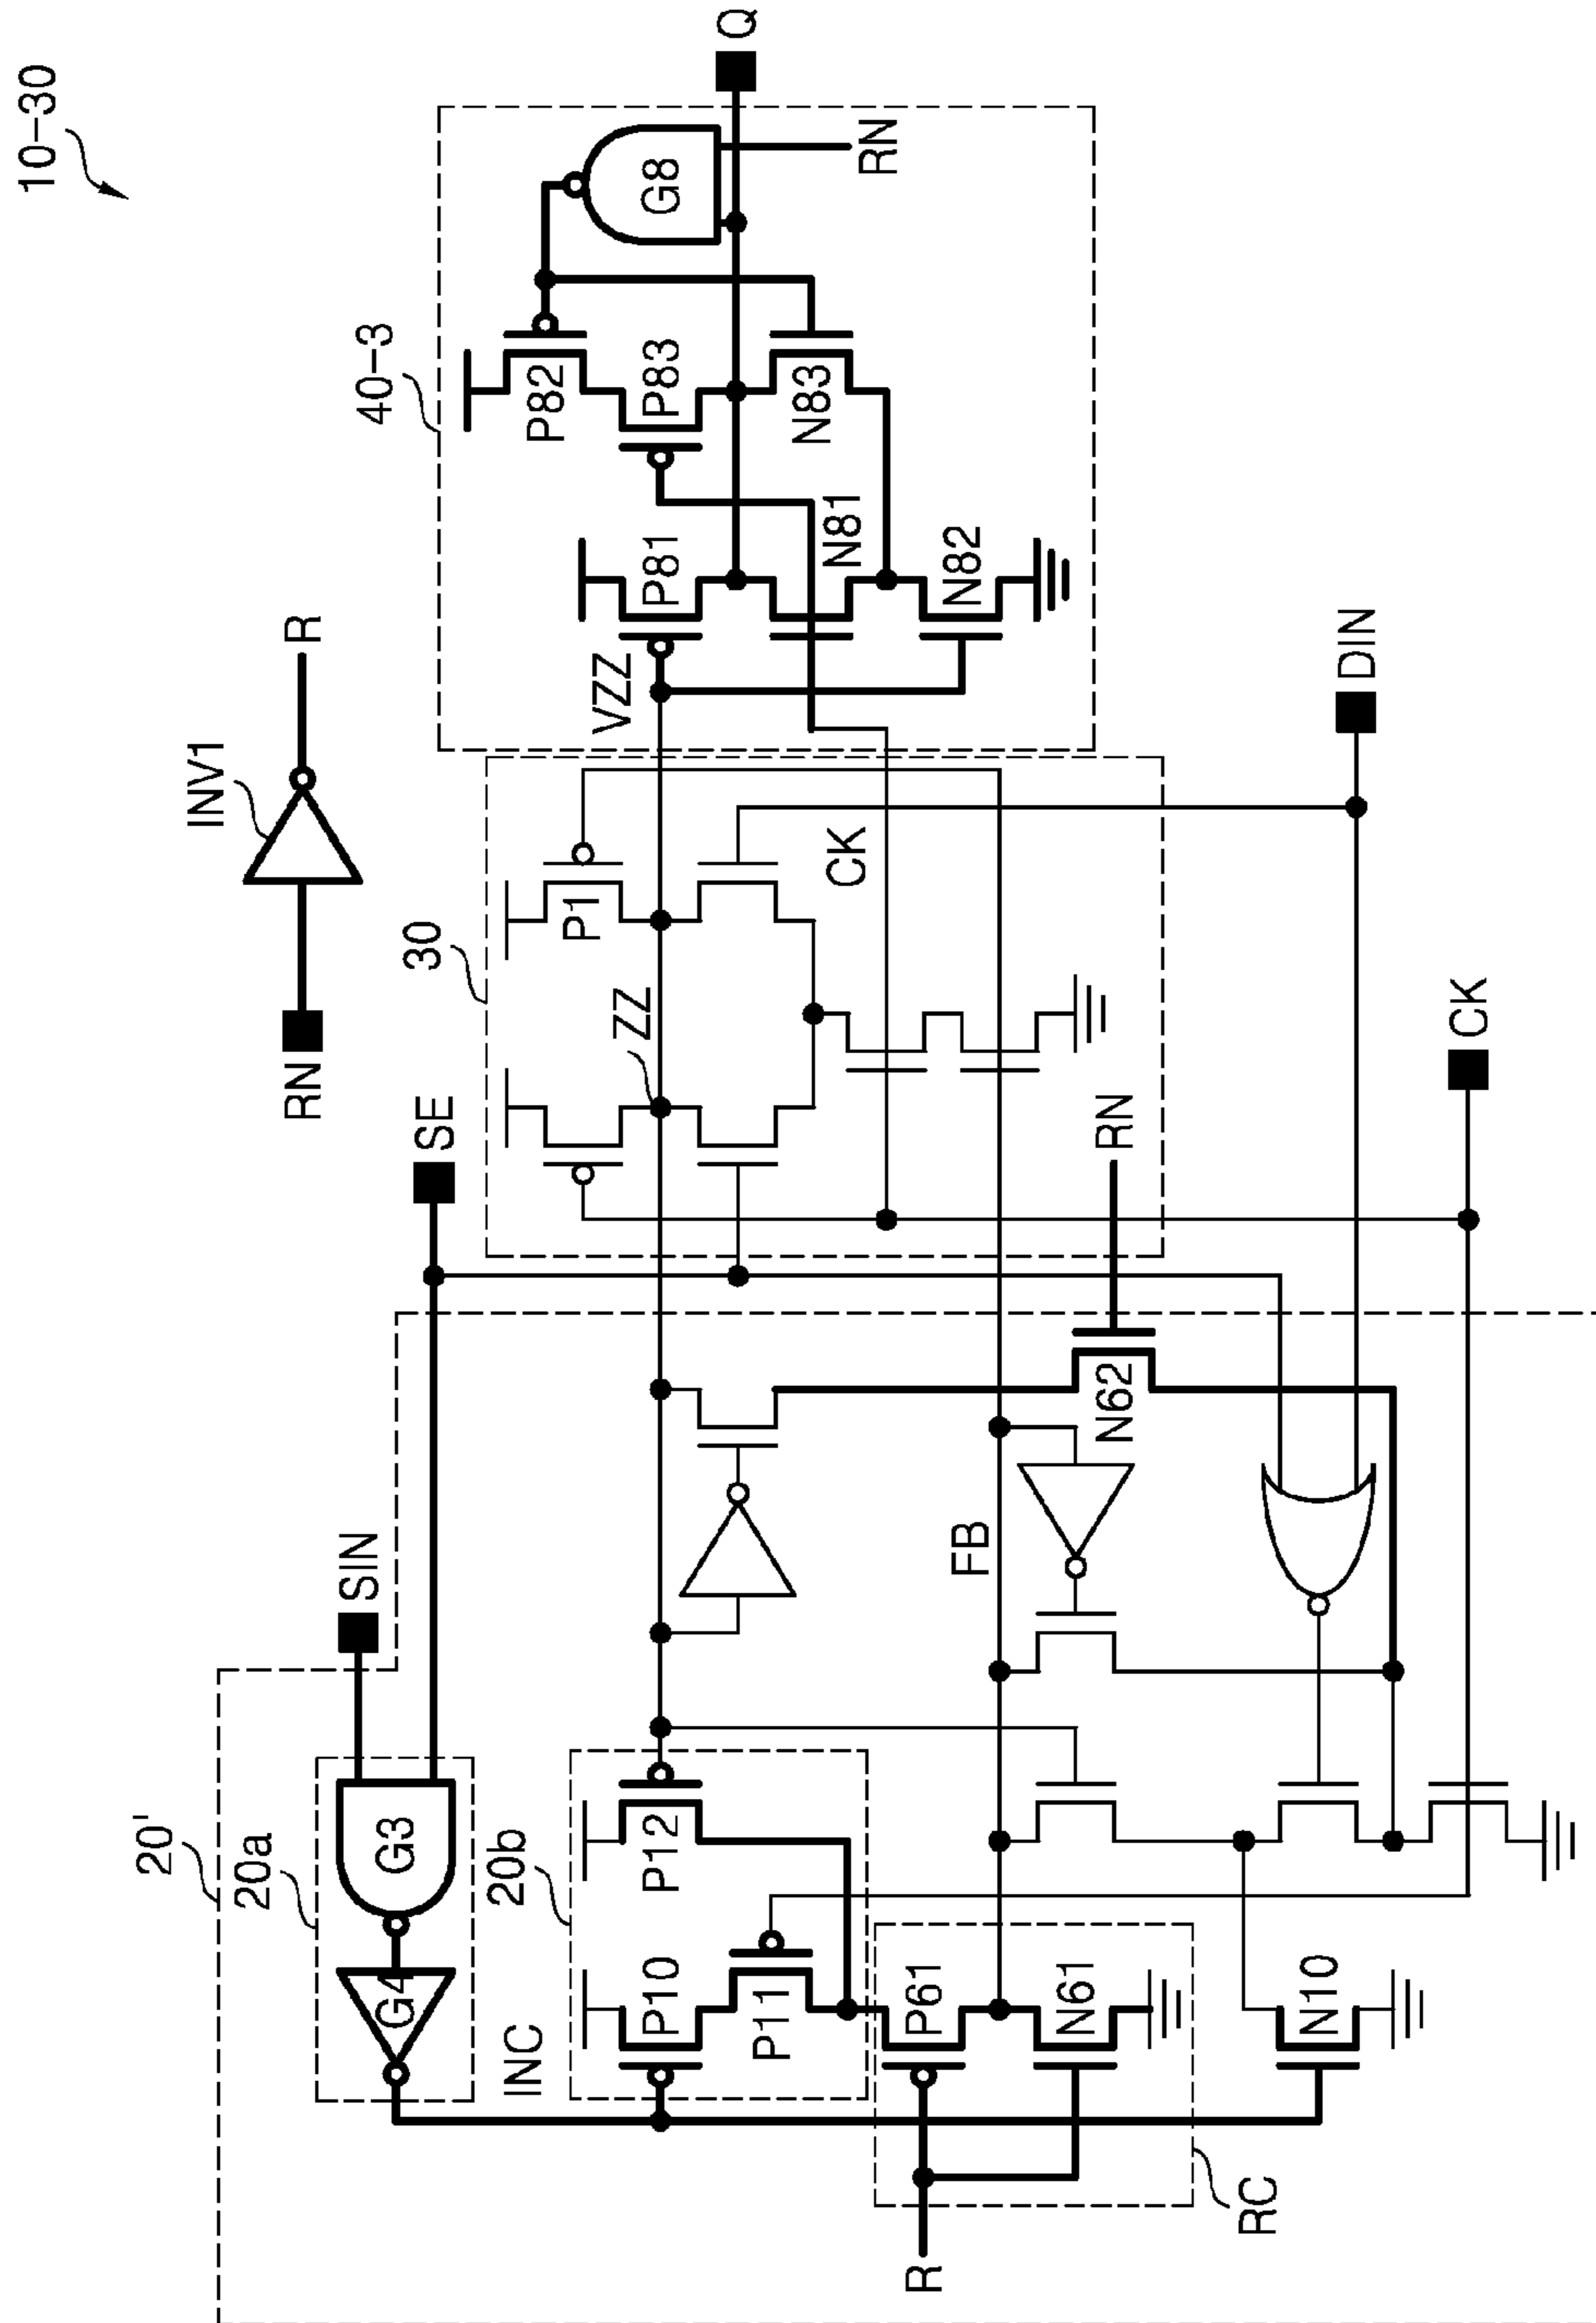 10-30
Q
RN
G8
40-3
P82
P83
N83
P81
N81
N82
VZZ
R
INV1
RN
DIN
30
P1
CK
ZZ
SE
CK
RN
N62
SIN
FB
20'
20a
G3
G4
20b
P12
INC
P10
P11
P61
N61
N10
R
RC